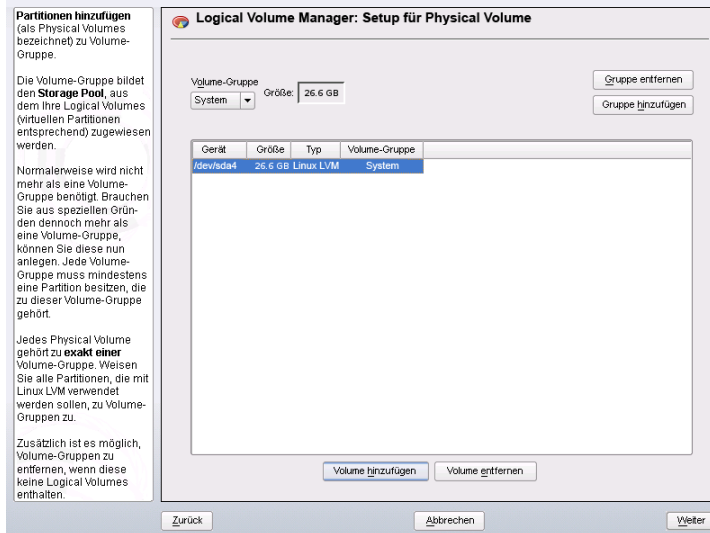 Partitionen hinzufügen
(als Physical Volumes
bezeichnet) zu Volume-
Gruppe.
Die Volume-Gruppe bildet
den Storage Pool, aus
dem Ihre Logical Volumes
(virtuellen Partitionen
entsprechend) zugewiesen
werden.
Normalerweise wird nicht
mehr als eine Volume-
Gruppe benötigt. Brauchen
Sie aus speziellen Grün-
den dennoch mehr als
eine Volume-Gruppe,
können Sie diese nun
anlegen. Jede Volume-
Gruppe muss mindestens
eine Partition besitzen, die
zu dieser Volume-Gruppe
gehört.
Jedes Physical Volume
gehört zu exakt einer
Volume-Gruppe. Weisen
Sie alle Partitionen, die mit
Linux LVM verwendet
werden sollen, zu Volume-
Gruppen zu.
Zusätzlich ist es möglich,
Volume-Gruppen zu
entfernen, wenn diese
keine Logical Volumes
enthalten.
Logical Volume Manager: Setup für Physical Volume
Volume-Gruppe
System
Größe: 26.6 GB
Gruppe entfernen
Gruppe hinzufügen
Gerät Größe Typ Volume-Gruppe
/dev/sda4 26.6 GB Linux LVM System
Volume hinzufügen Volume entfernen
Zurück Abbrechen Weiter